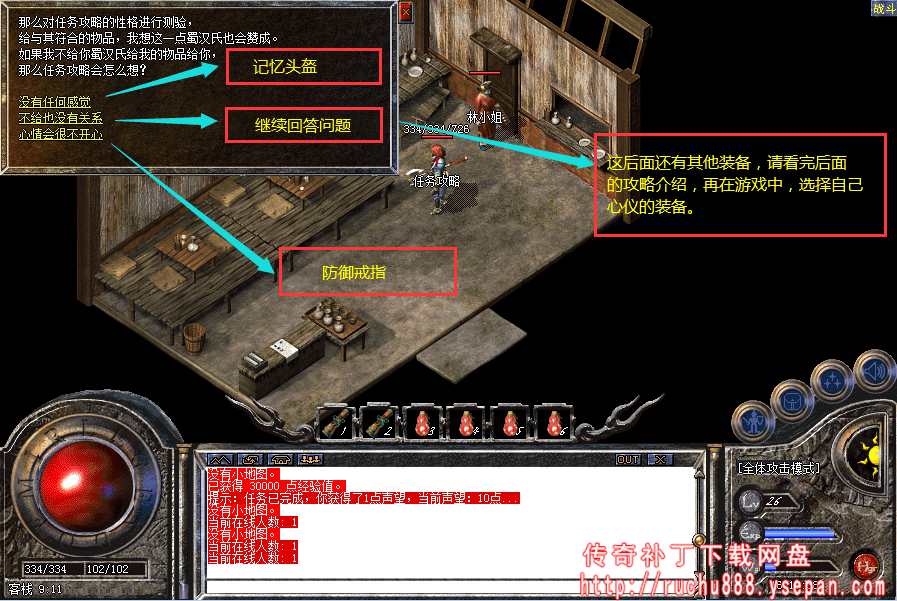 那么对任务攻略的性格进行测验，
给与其符合的物品，我想这一点蜀汉氏也会赞成。
如果我不给你蜀汉氏给我的物品给你，
那么任务攻略会怎么想？
没有任何感觉
不给也没有关系
心情会很不开心
记忆头盔
继续回答问题
防御戒指
这后面还有其他装备，请看完后面
的攻略介绍，再在游戏中，选择自己
心仪的装备。
战斗
林小姐
334/334/T26
任务攻略
1 2 3 4 5 6
OUT
没有小地图。
已获得 30000 点经验值。
提示：任务已完成，你获得了1点声望，当前声望：10点...
没有小地图。
当前在线人数：1
没有小地图。
当前在线人数：1
当前在线人数：1
[全体攻击模式]
Lv 26
Exp
334/334 102/102
客栈 9:11
传奇补丁下载网盘
http://ruchu888.ysepan.com